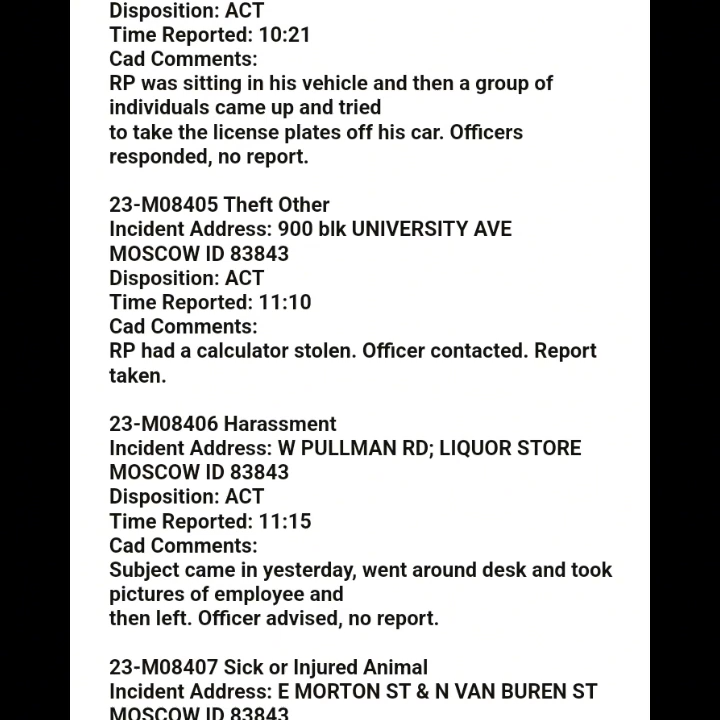 Disposition: ACT
Time Reported: 10:21
Cad Comments:
RP was sitting in his vehicle and then a group of
individuals came up and tried
to take the license plates off his car. Officers
responded, no report.
23-M08405 Theft Other
Incident Address: 900 blk UNIVERSITY AVE
MOSCOW ID 83843
Disposition: ACT
Time Reported: 11:10
Cad Comments:
RP had a calculator stolen. Officer contacted. Report
taken.
23-M08406 Harassment
Incident Address: W PULLMAN RD; LIQUOR STORE
MOSCOW ID 83843
Disposition: ACT
Time Reported: 11:15
Cad Comments:
Subject came in yesterday, went around desk and took
pictures of employee and
then left. Officer advised, no report.
23-M08407 Sick or Injured Animal
Incident Address: E MORTON ST & N VAN BUREN ST
MOSCOW ID 83843